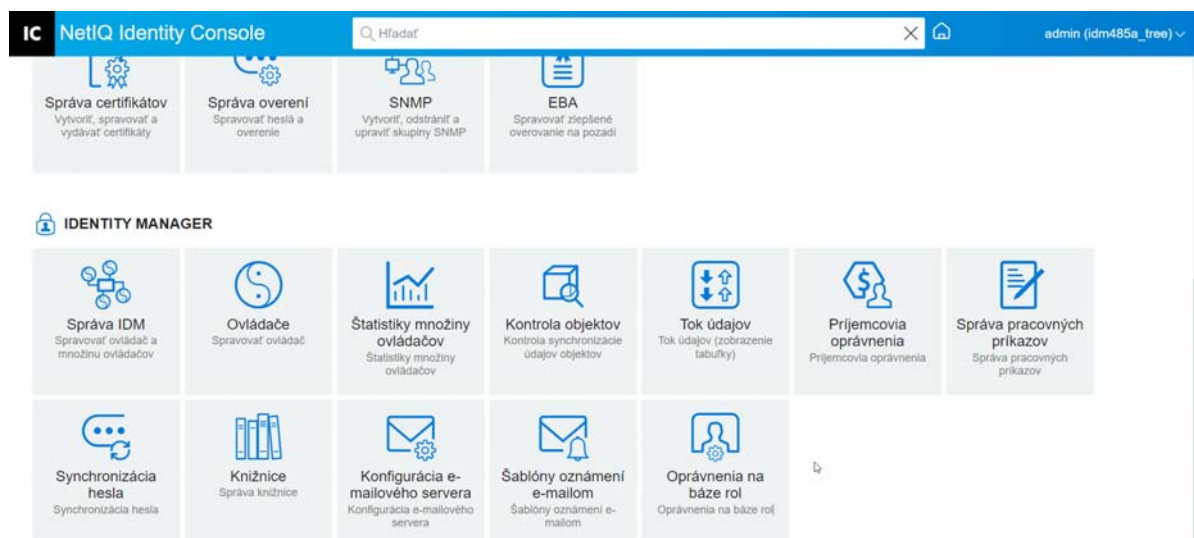 IC NetIQ Identity Console
Hľadať
admin (idm485a_tree)
Správa certifikátov
Vytvoriť, spravovať a
vydávať certifikáty
Správa overení
Spravovať heslá a
overenie
SNMP
Vytvoriť, odstrániť a
upraviť skupiny SNMP
EBA
Spravovať zlepšené
overovanie na pozadí
IDENTITY MANAGER
Správa IDM
Spravovať ovládač a
množinu ovládačov
Ovládače
Spravovať ovládač
Štatistiky množiny
ovládačov
Štatistiky množiny
ovládačov
Kontrola objektov
Kontrola synchronizácie
údajov objektov
Tok údajov
Tok údajov (zobrazenie
tabuľky)
Príjemcovia
oprávnenia
Príjemcovia oprávnenia
Správa pracovných
príkazov
Správa pracovných
príkazov
Synchronizácia
hesla
Synchronizácia hesla
Knižnice
Správa knižnice
Konfigurácia e-
mailového servera
Konfigurácia e-mailového
servera
Šablóny oznámení
e-mailom
Šablóny oznámení e-
mailom
Oprávnenia na
báze rol
Oprávnenia na báze rol